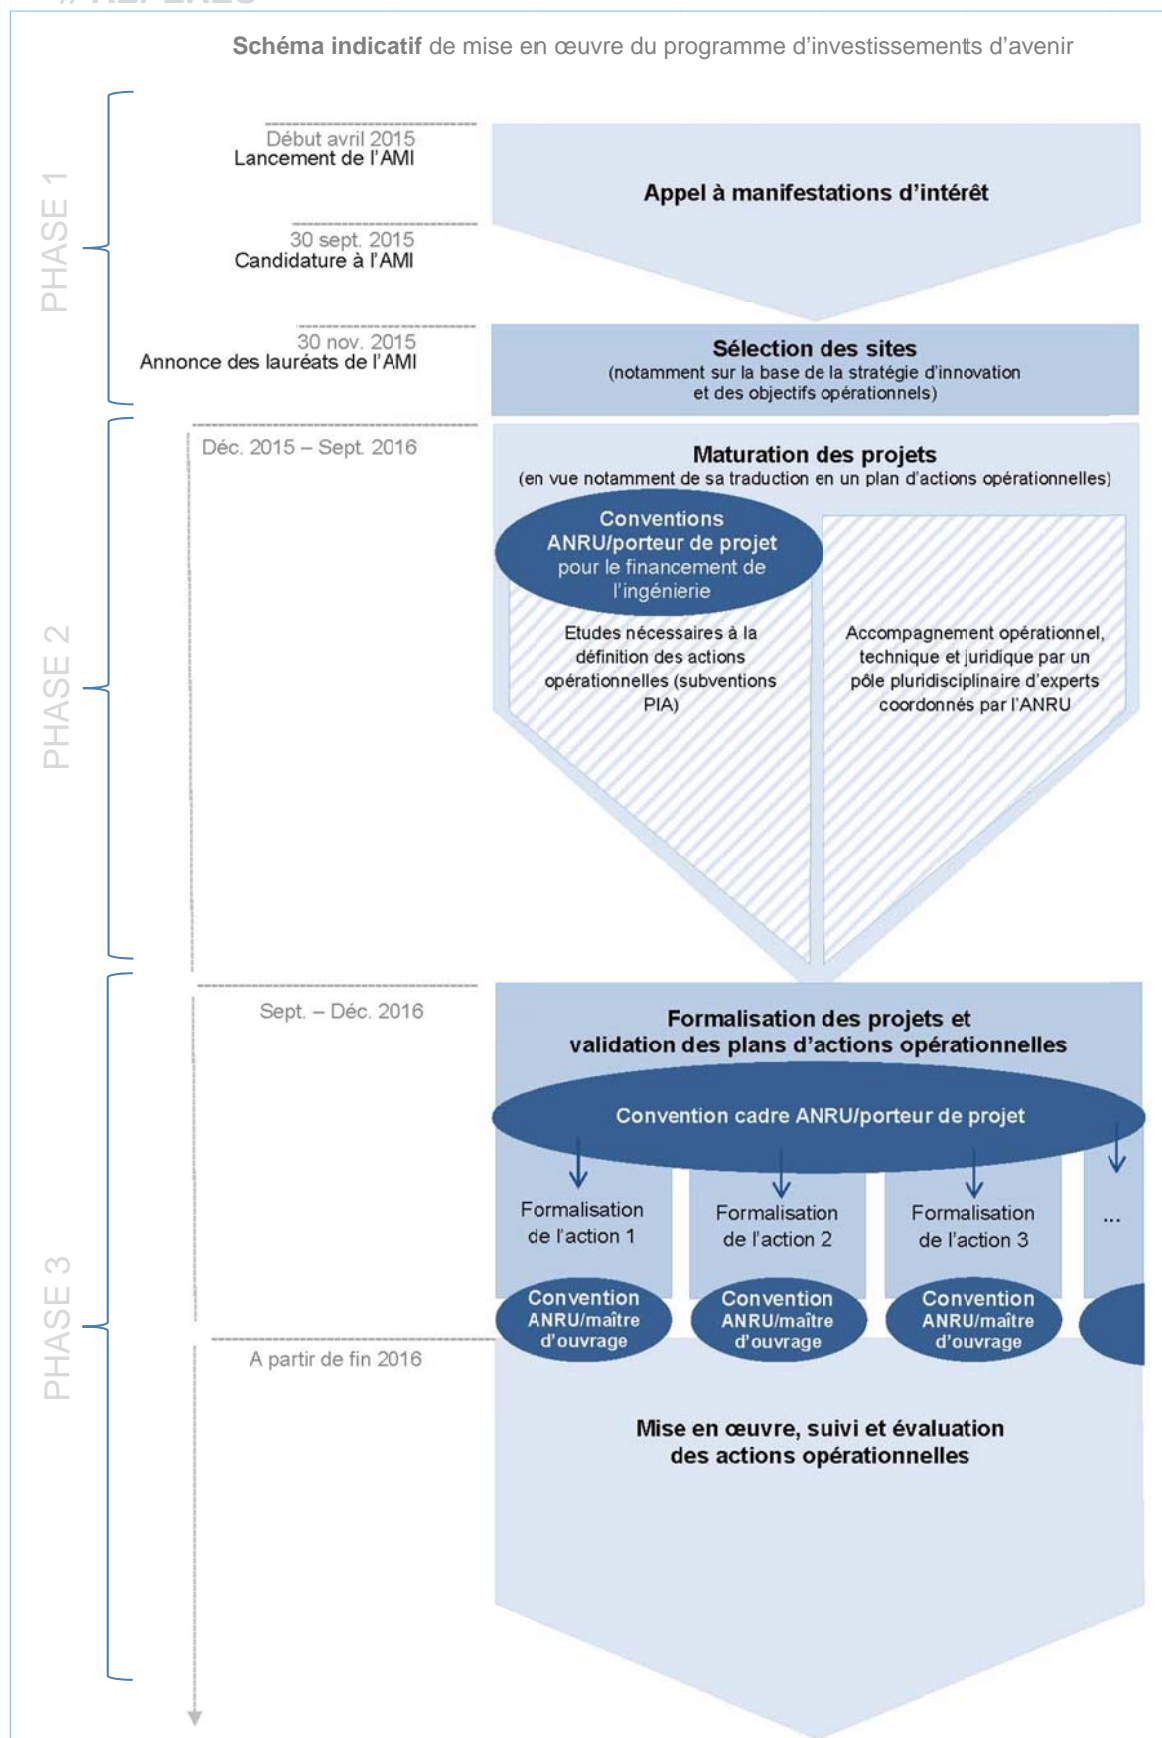 Schéma indicatif de mise en œuvre du programme d'investissements d'avenir
PHASE 1
Début avril 2015
Lancement de l'AMI
Appel à manifestations d'intérêt
30 sept. 2015
Candidature à l'AMI
30 nov. 2015
Annonce des lauréats de l'AMI
Sélection des sites
(notamment sur la base de la stratégie d'innovation
et des objectifs opérationnels)
PHASE 2
Déc. 2015 – Sept. 2016
Maturation des projets
(en vue notamment de sa traduction en un plan d'actions opérationnelles)
Conventions
ANRU/porteur de projet
pour le financement de
l'ingénierie
Etudes nécessaires à la
définition des actions
opérationnelles (subventions
PIA)
Accompagnement opérationnel,
technique et juridique par un
pôle pluridisciplinaire d'experts
coordonnés par l'ANRU
PHASE 3
Sept. – Déc. 2016
Formalisation des projets et
validation des plans d'actions opérationnelles
Convention cadre ANRU/porteur de projet
Formalisation
de l'action 1
Formalisation
de l'action 2
Formalisation
de l'action 3
...
Convention
ANRU/maître
d'ouvrage
Convention
ANRU/maître
d'ouvrage
Convention
ANRU/maître
d'ouvrage
A partir de fin 2016
Mise en œuvre, suivi et évaluation
des actions opérationnelles